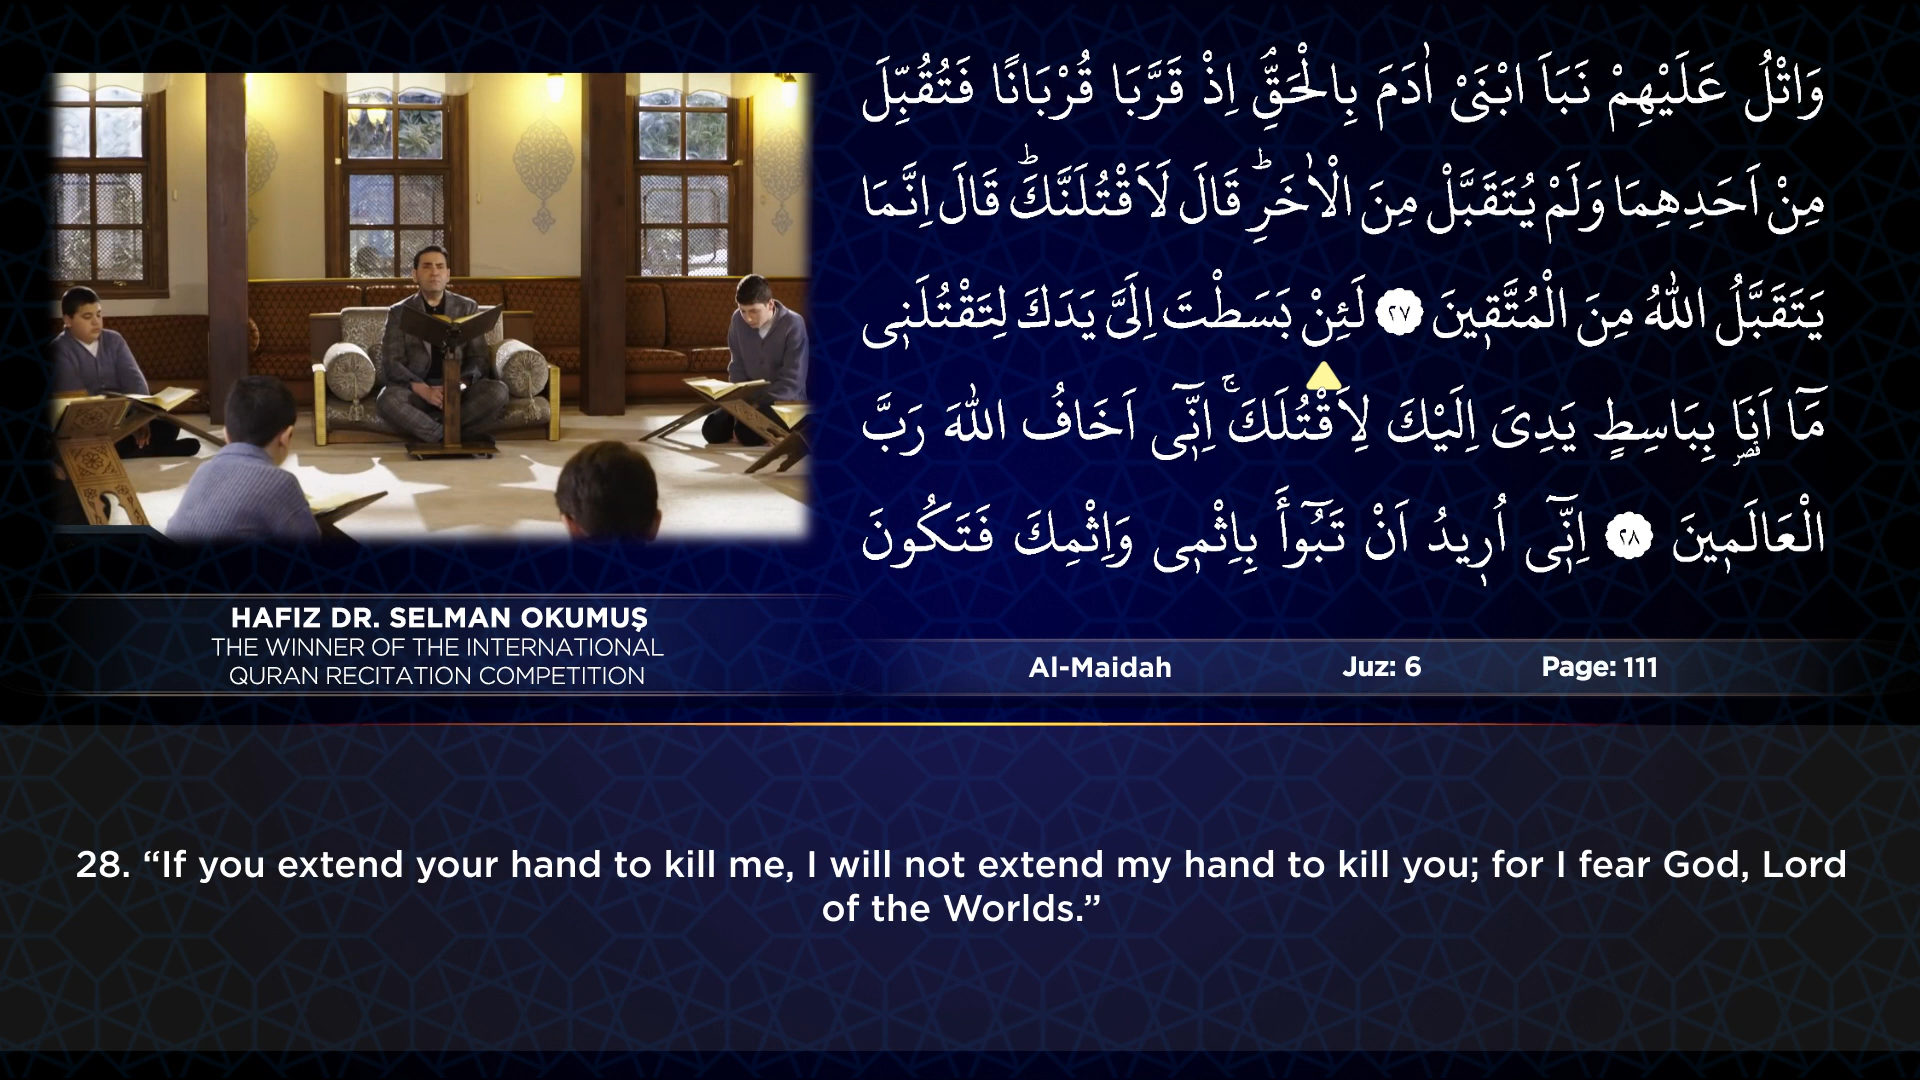 وَاتْلُ عَلَيْهِمْ نَبَاَ ابْنَىْ اٰدَمَ بِالْحَقِّۢ اِذْ قَرَّبَا قُرْبَانًا فَتُقُبِّلَ
مِنْ اَحَدِهِمَا وَلَمْ يُتَقَبَّلْ مِنَ الْاٰخَرِۜ قَالَ لَاَقْتُلَنَّكَۜ قَالَ اِنَّمَا
يَتَقَبَّلُ اللّٰهُ مِنَ الْمُتَّقٖينَ ﴿٢٧﴾ لَئِنْ بَسَطْتَ اِلَیَّ يَدَكَ لِتَقْتُلَنٖى
مَٓا اَنَا۬ بِبَاسِطٍ يَدِىَ اِلَيْكَ لِاَقْتُلَكَۚ اِنّٖٓى اَخَافُ اللّٰهَ رَبَّ
الْعَالَمٖينَ ﴿٢٨﴾ اِنّٖٓى اُرٖيدُ اَنْ تَبُٓوأَ بِاِثْمٖى وَاِثْمِكَ فَتَكُونَ
HAFIZ DR. SELMAN OKUMUŞ
THE WINNER OF THE INTERNATIONAL
QURAN RECITATION COMPETITION
Al-Maidah Juz: 6 Page: 111
28. “If you extend your hand to kill me, I will not extend my hand to kill you; for I fear God, Lord
of the Worlds.”